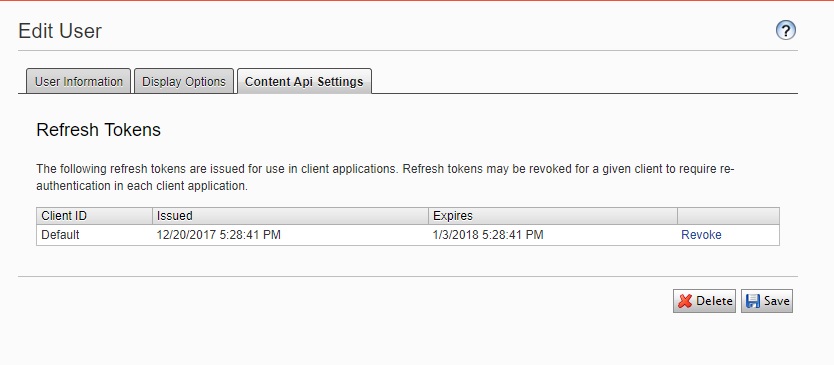 Edit User
?
User Information Display Options Content Api Settings
Refresh Tokens
The following refresh tokens are issued for use in client applications. Refresh tokens may be revoked for a given client to require re-
authentication in each client application.
Client ID Issued Expires
Default 12/20/2017 5:28:41 PM 1/3/2018 5:28:41 PM Revoke
Delete Save